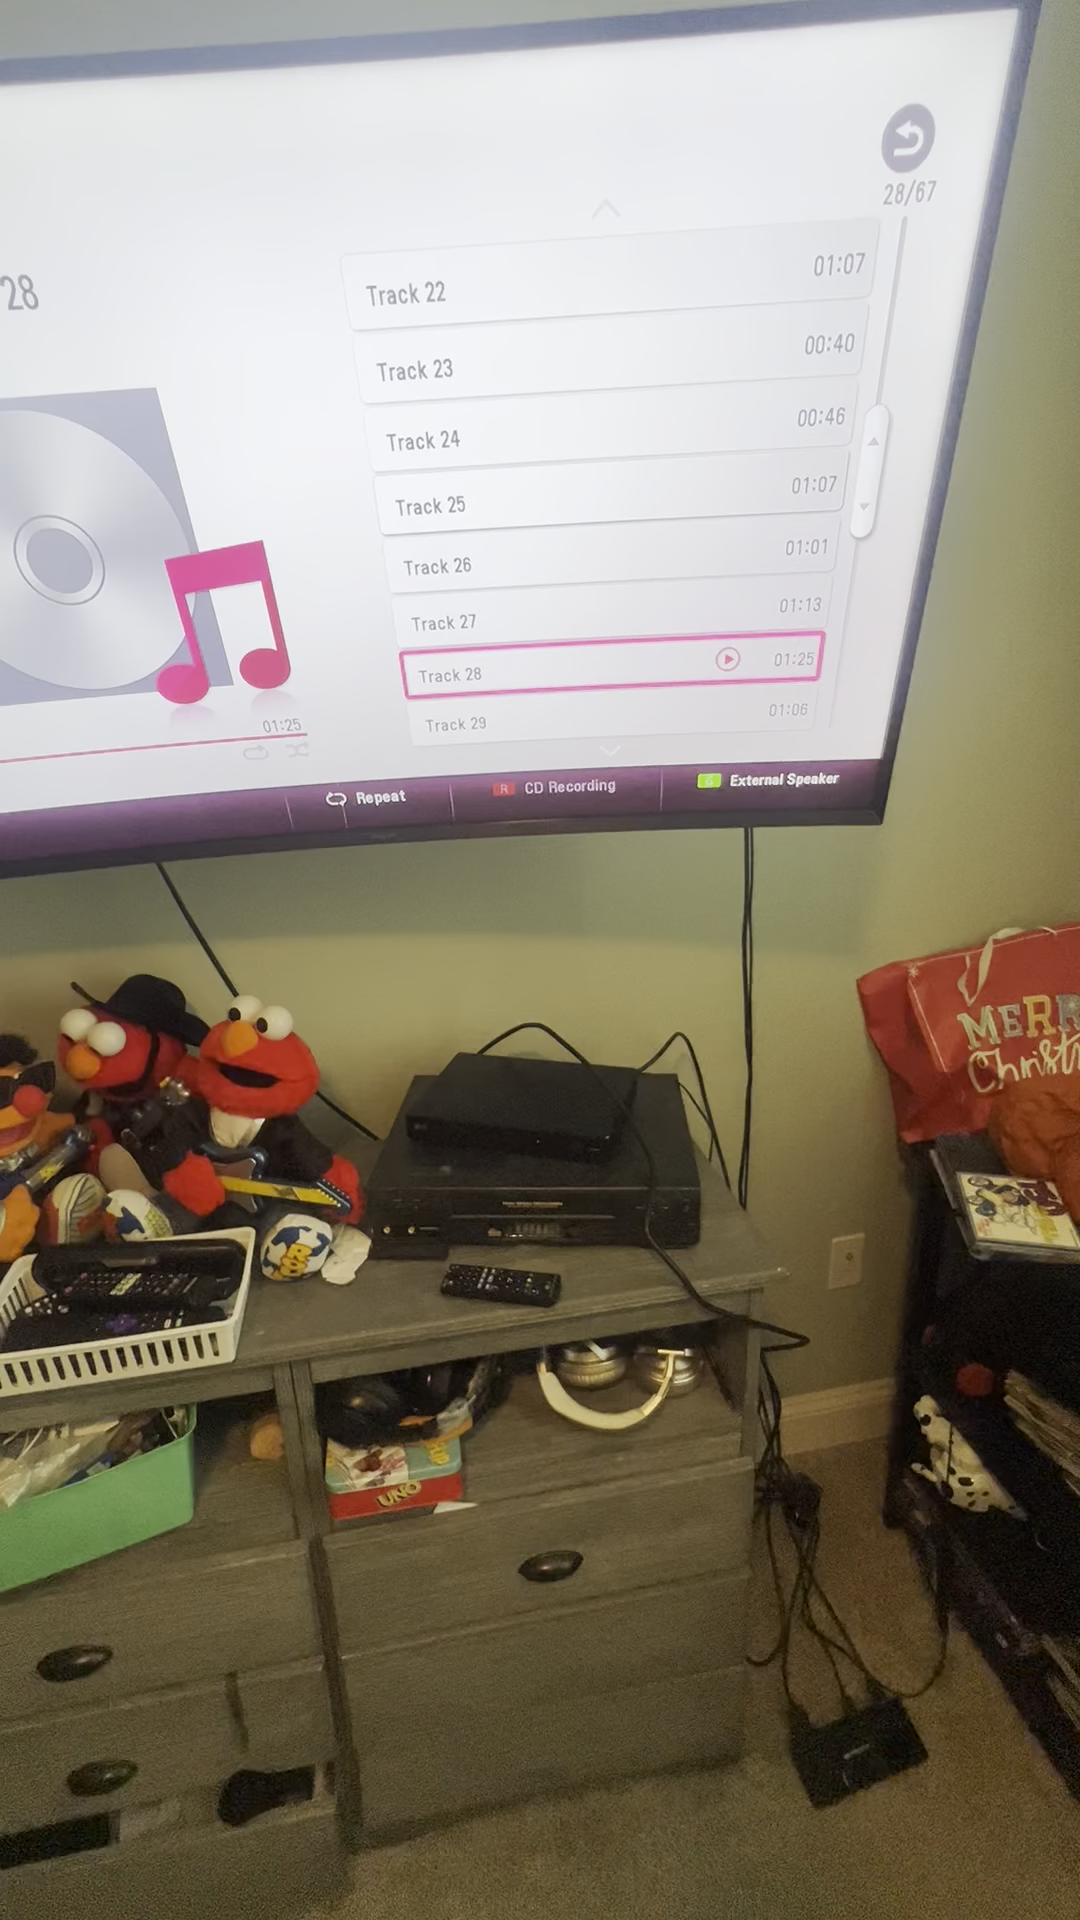 28/67
28
Track 22 01:07
Track 23 00:40
Track 24 00:46
Track 25 01:07
Track 26 01:01
Track 27 01:13
Track 28 01:25
Track 29 01:06
01:25
Repeat
R CD Recording
G External Speaker
MERR
Christ
UNO